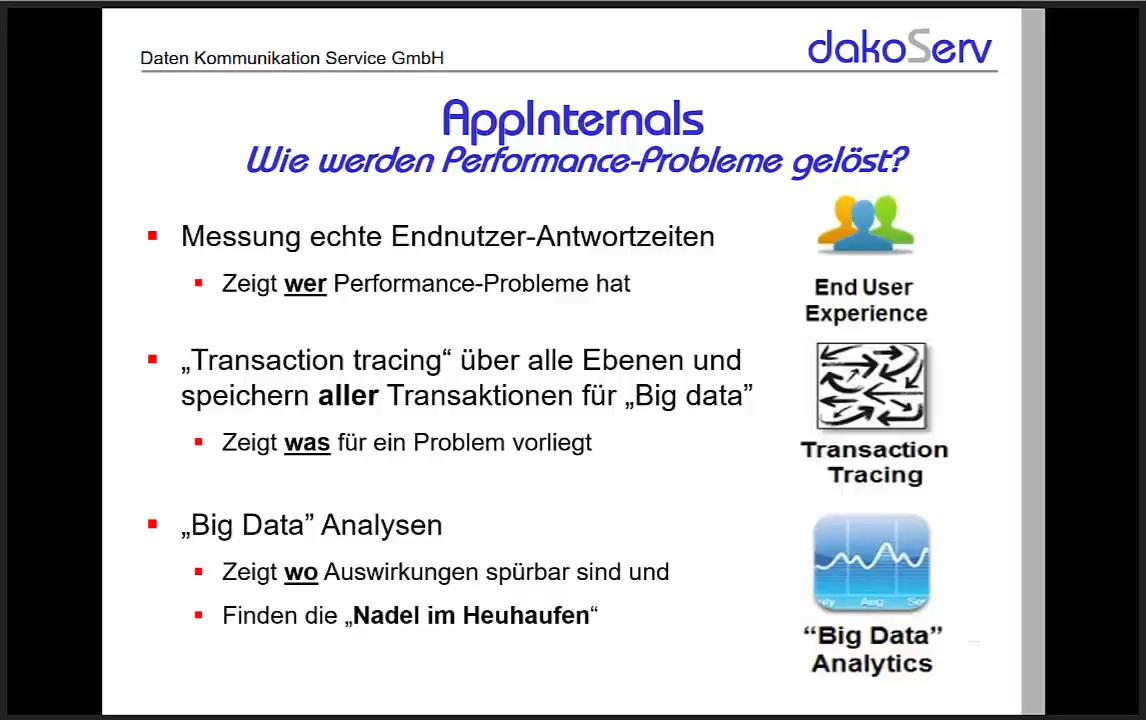 Daten Kommunikation Service GmbH
dakoServ
AppInternals
Wie werden Performance-Probleme gelöst?
Messung echte Endnutzer-Antwortzeiten
Zeigt wer Performance-Probleme hat
End User
Experience
„Transaction tracing“ über alle Ebenen und
speichern aller Transaktionen für „Big data”
Zeigt was für ein Problem vorliegt
Transaction
Tracing
„Big Data” Analysen
Zeigt wo Auswirkungen spürbar sind und
Finden die „Nadel im Heuhaufen“
Aug
“Big Data”
Analytics